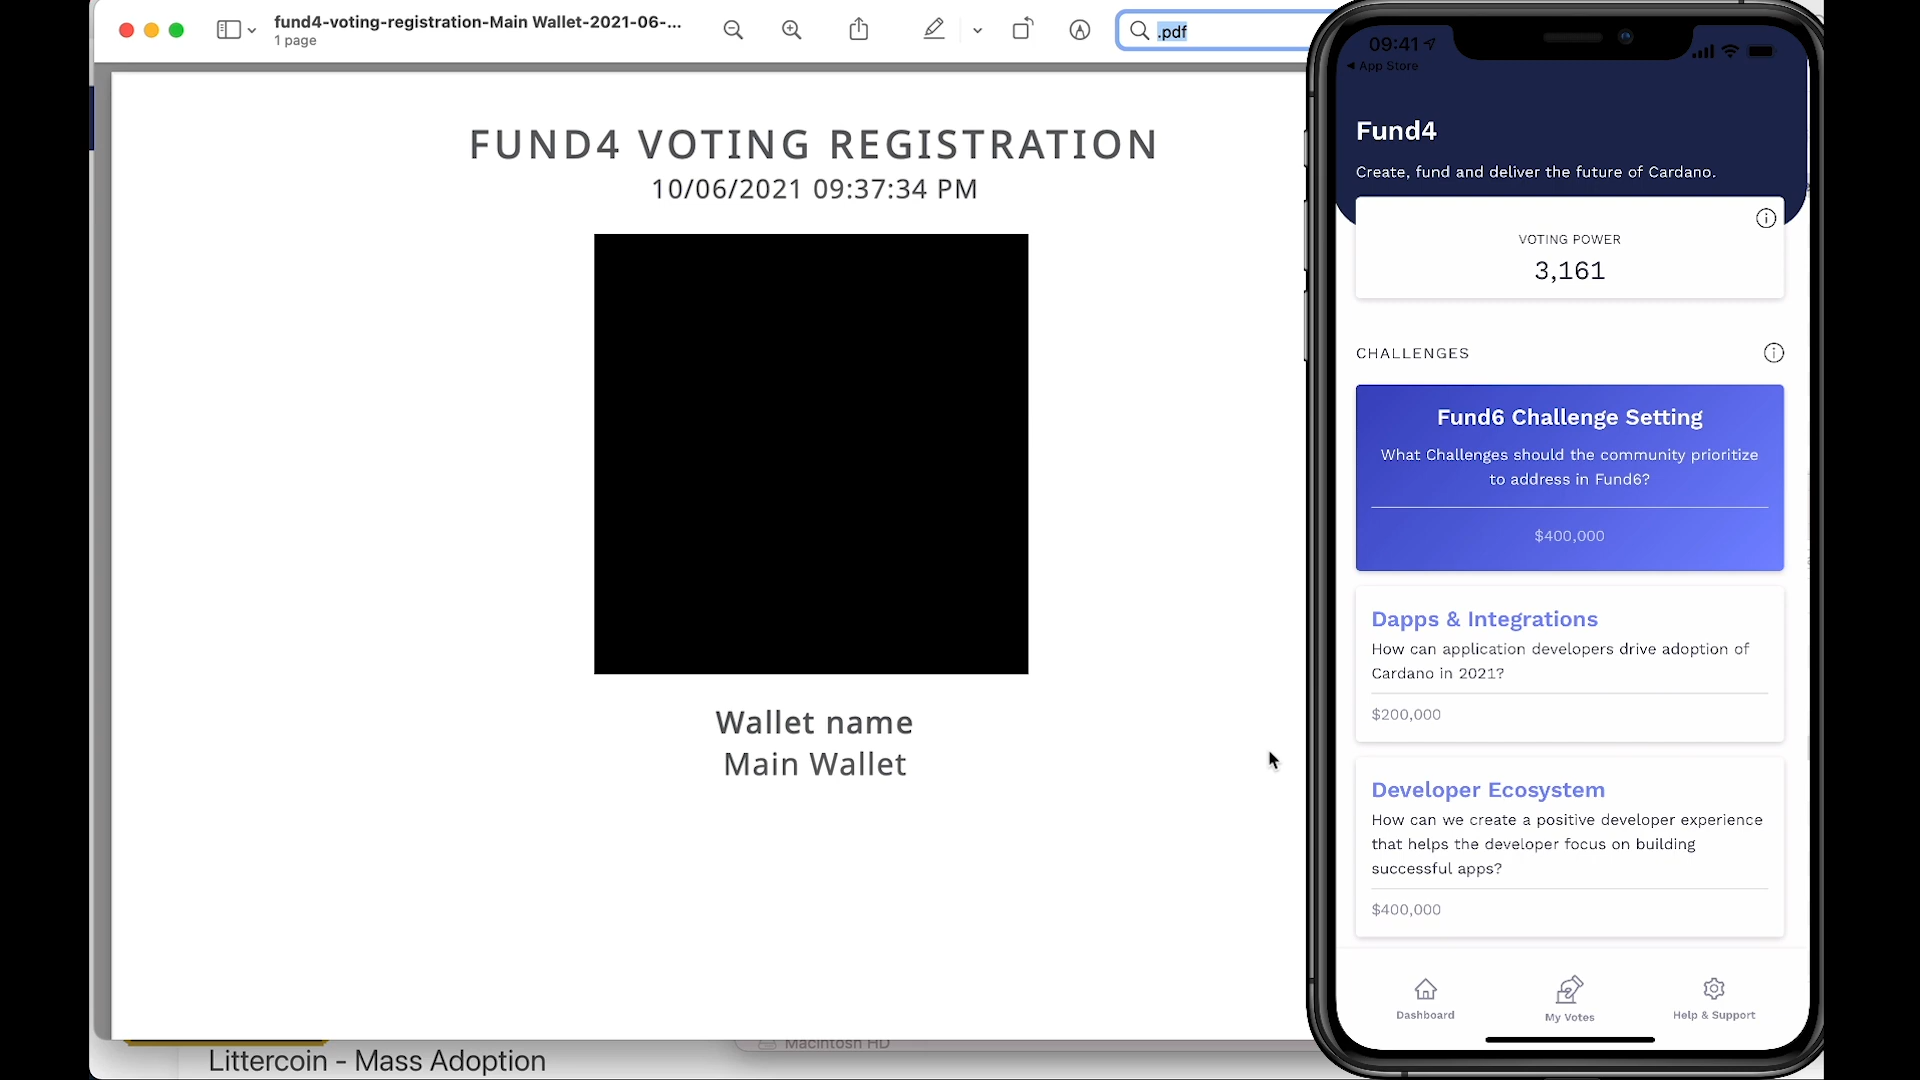 fund4-voting-registration-Main Wallet-2021-06-...
1 page
.pdf
FUND4 VOTING REGISTRATION
10/06/2021 09:37:34 PM
Wallet name
Main Wallet
Littercoin - Mass Adoption
Macintosh HD
09:41
App Store
Fund4
Create, fund and deliver the future of Cardano.
VOTING POWER
3,161
CHALLENGES
Fund6 Challenge Setting
What Challenges should the community prioritize
to address in Fund6?
$400,000
Dapps & Integrations
How can application developers drive adoption of
Cardano in 2021?
$200,000
Developer Ecosystem
How can we create a positive developer experience
that helps the developer focus on building
successful apps?
$400,000
Dashboard
My Votes
Help & Support